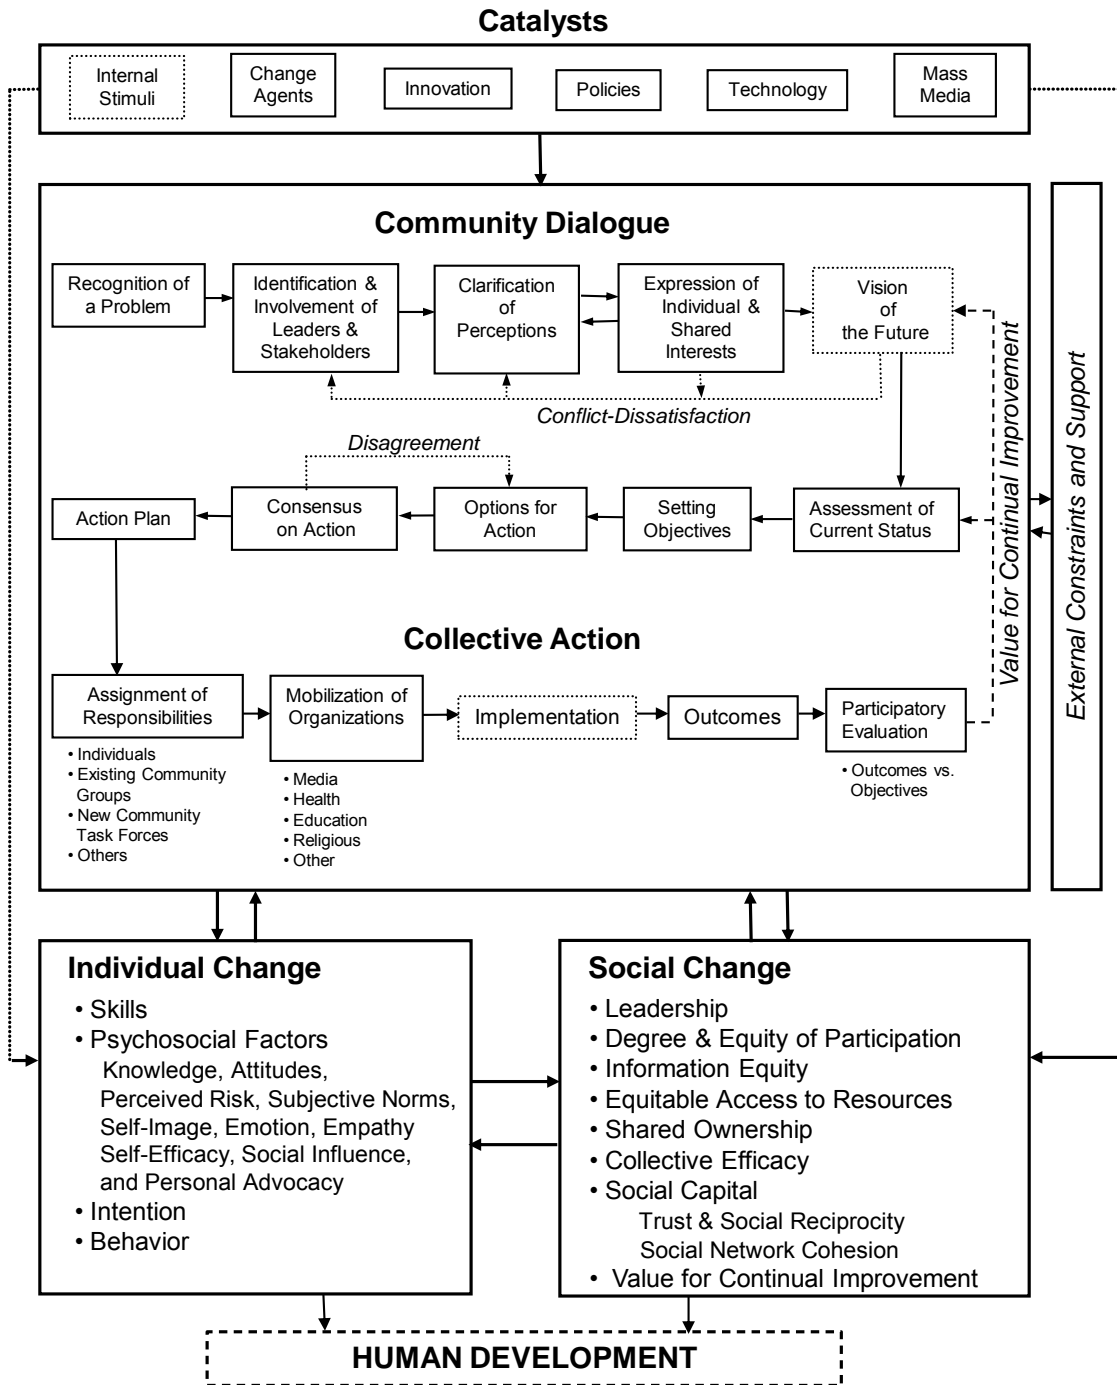 Catalysts
Internal
Stimuli
Change
Agents
Innovation
Policies
Technology
Mass
Media
Community Dialogue
Recognition of
a Problem
Identification &
Involvement of
Leaders &
Stakeholders
Clarification
of
Perceptions
Expression of
Individual &
Shared
Interests
Vision
of
the Future
Conflict-Dissatisfaction
Disagreement
Action Plan
Consensus
on Action
Options for
Action
Setting
Objectives
Assessment of
Current Status
Value for Continual Improvement
External Constraints and Support
Collective Action
Assignment of
Responsibilities
• Individuals
• Existing Community
Groups
• New Community
Task Forces
• Others
Mobilization of
Organizations
• Media
• Health
• Education
• Religious
• Other
Implementation
Outcomes
Participatory
Evaluation
• Outcomes vs.
Objectives
Individual Change
• Skills
• Psychosocial Factors
Knowledge, Attitudes,
Perceived Risk, Subjective Norms,
Self-Image, Emotion, Empathy
Self-Efficacy, Social Influence,
and Personal Advocacy
• Intention
• Behavior
Social Change
• Leadership
• Degree & Equity of Participation
• Information Equity
• Equitable Access to Resources
• Shared Ownership
• Collective Efficacy
• Social Capital
Trust & Social Reciprocity
Social Network Cohesion
• Value for Continual Improvement
HUMAN DEVELOPMENT